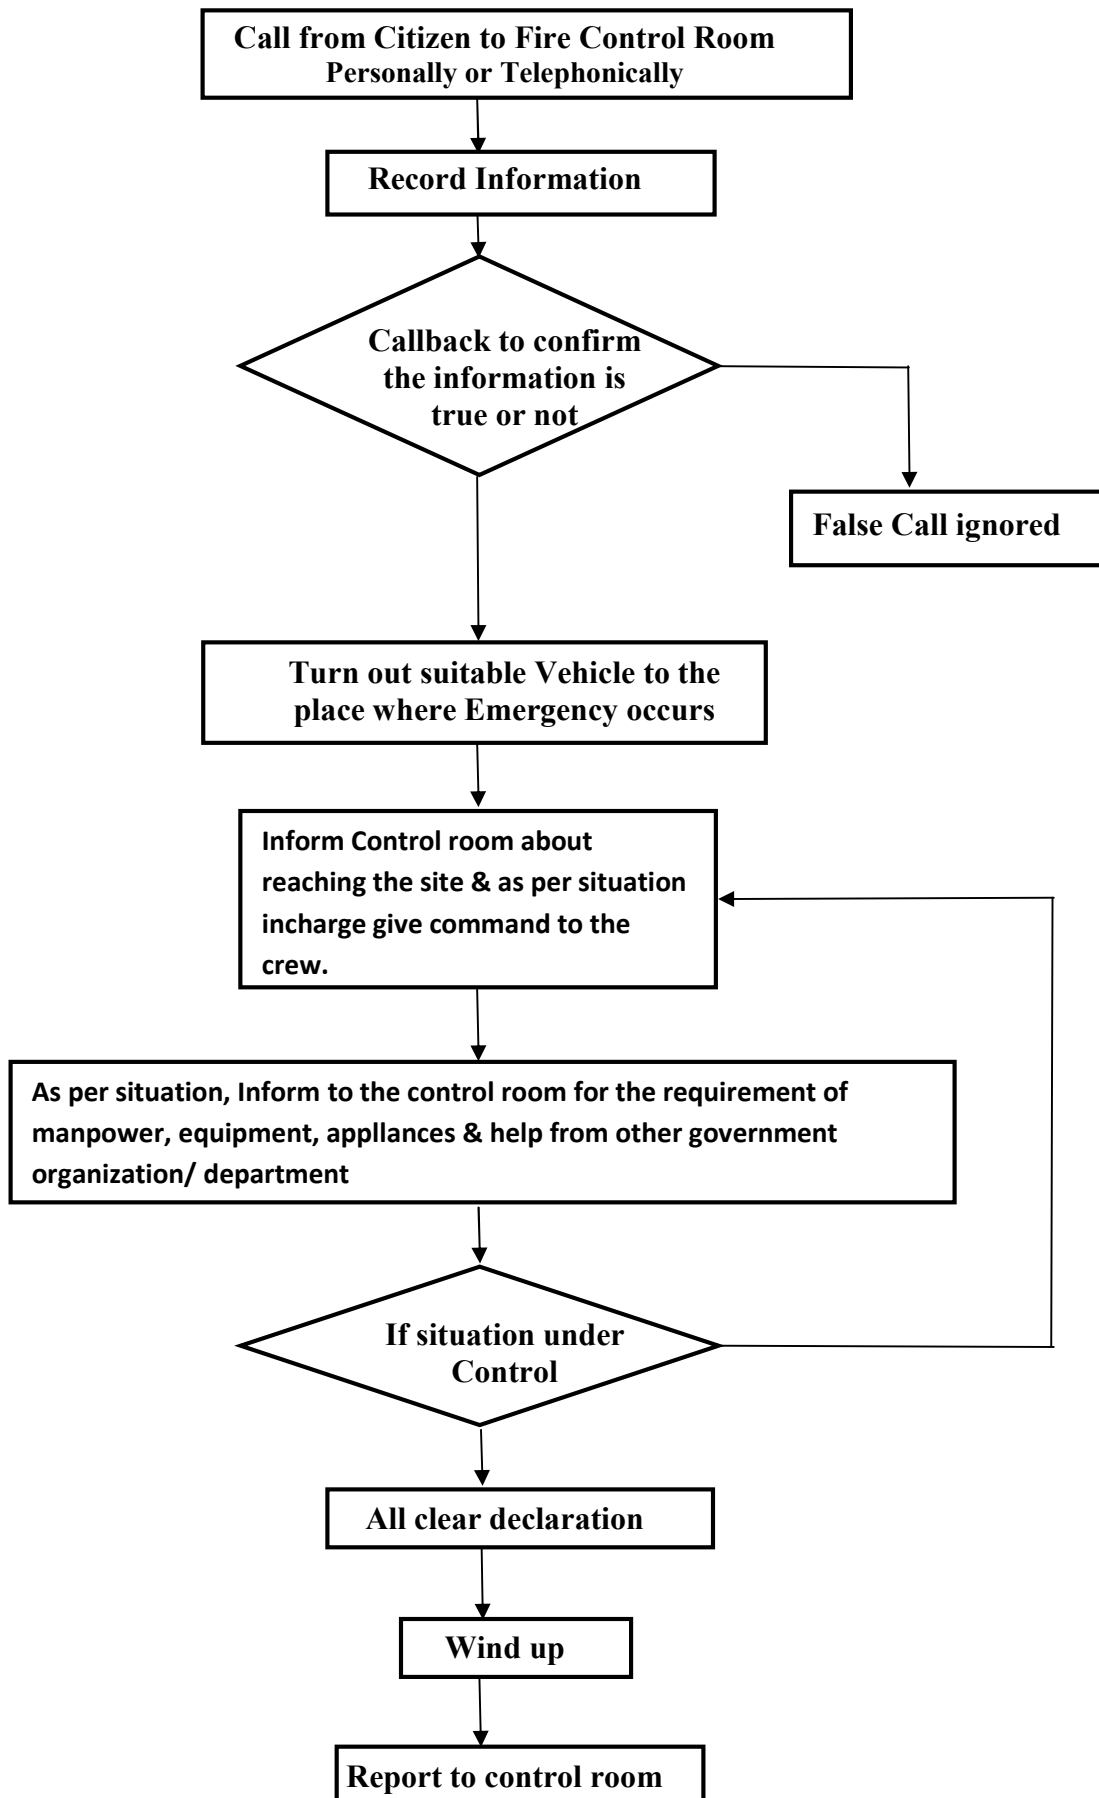 Call from Citizen to Fire Control Room
Personally or Telephonically
Record Information
Callback to confirm
the information is
true or not
False Call ignored
Turn out suitable Vehicle to the
place where Emergency occurs
Inform Control room about
reaching the site & as per situation
incharge give command to the
crew.
As per situation, Inform to the control room for the requirement of
manpower, equipment, appllances & help from other government
organization/ department
If situation under
Control
All clear declaration
Wind up
Report to control room